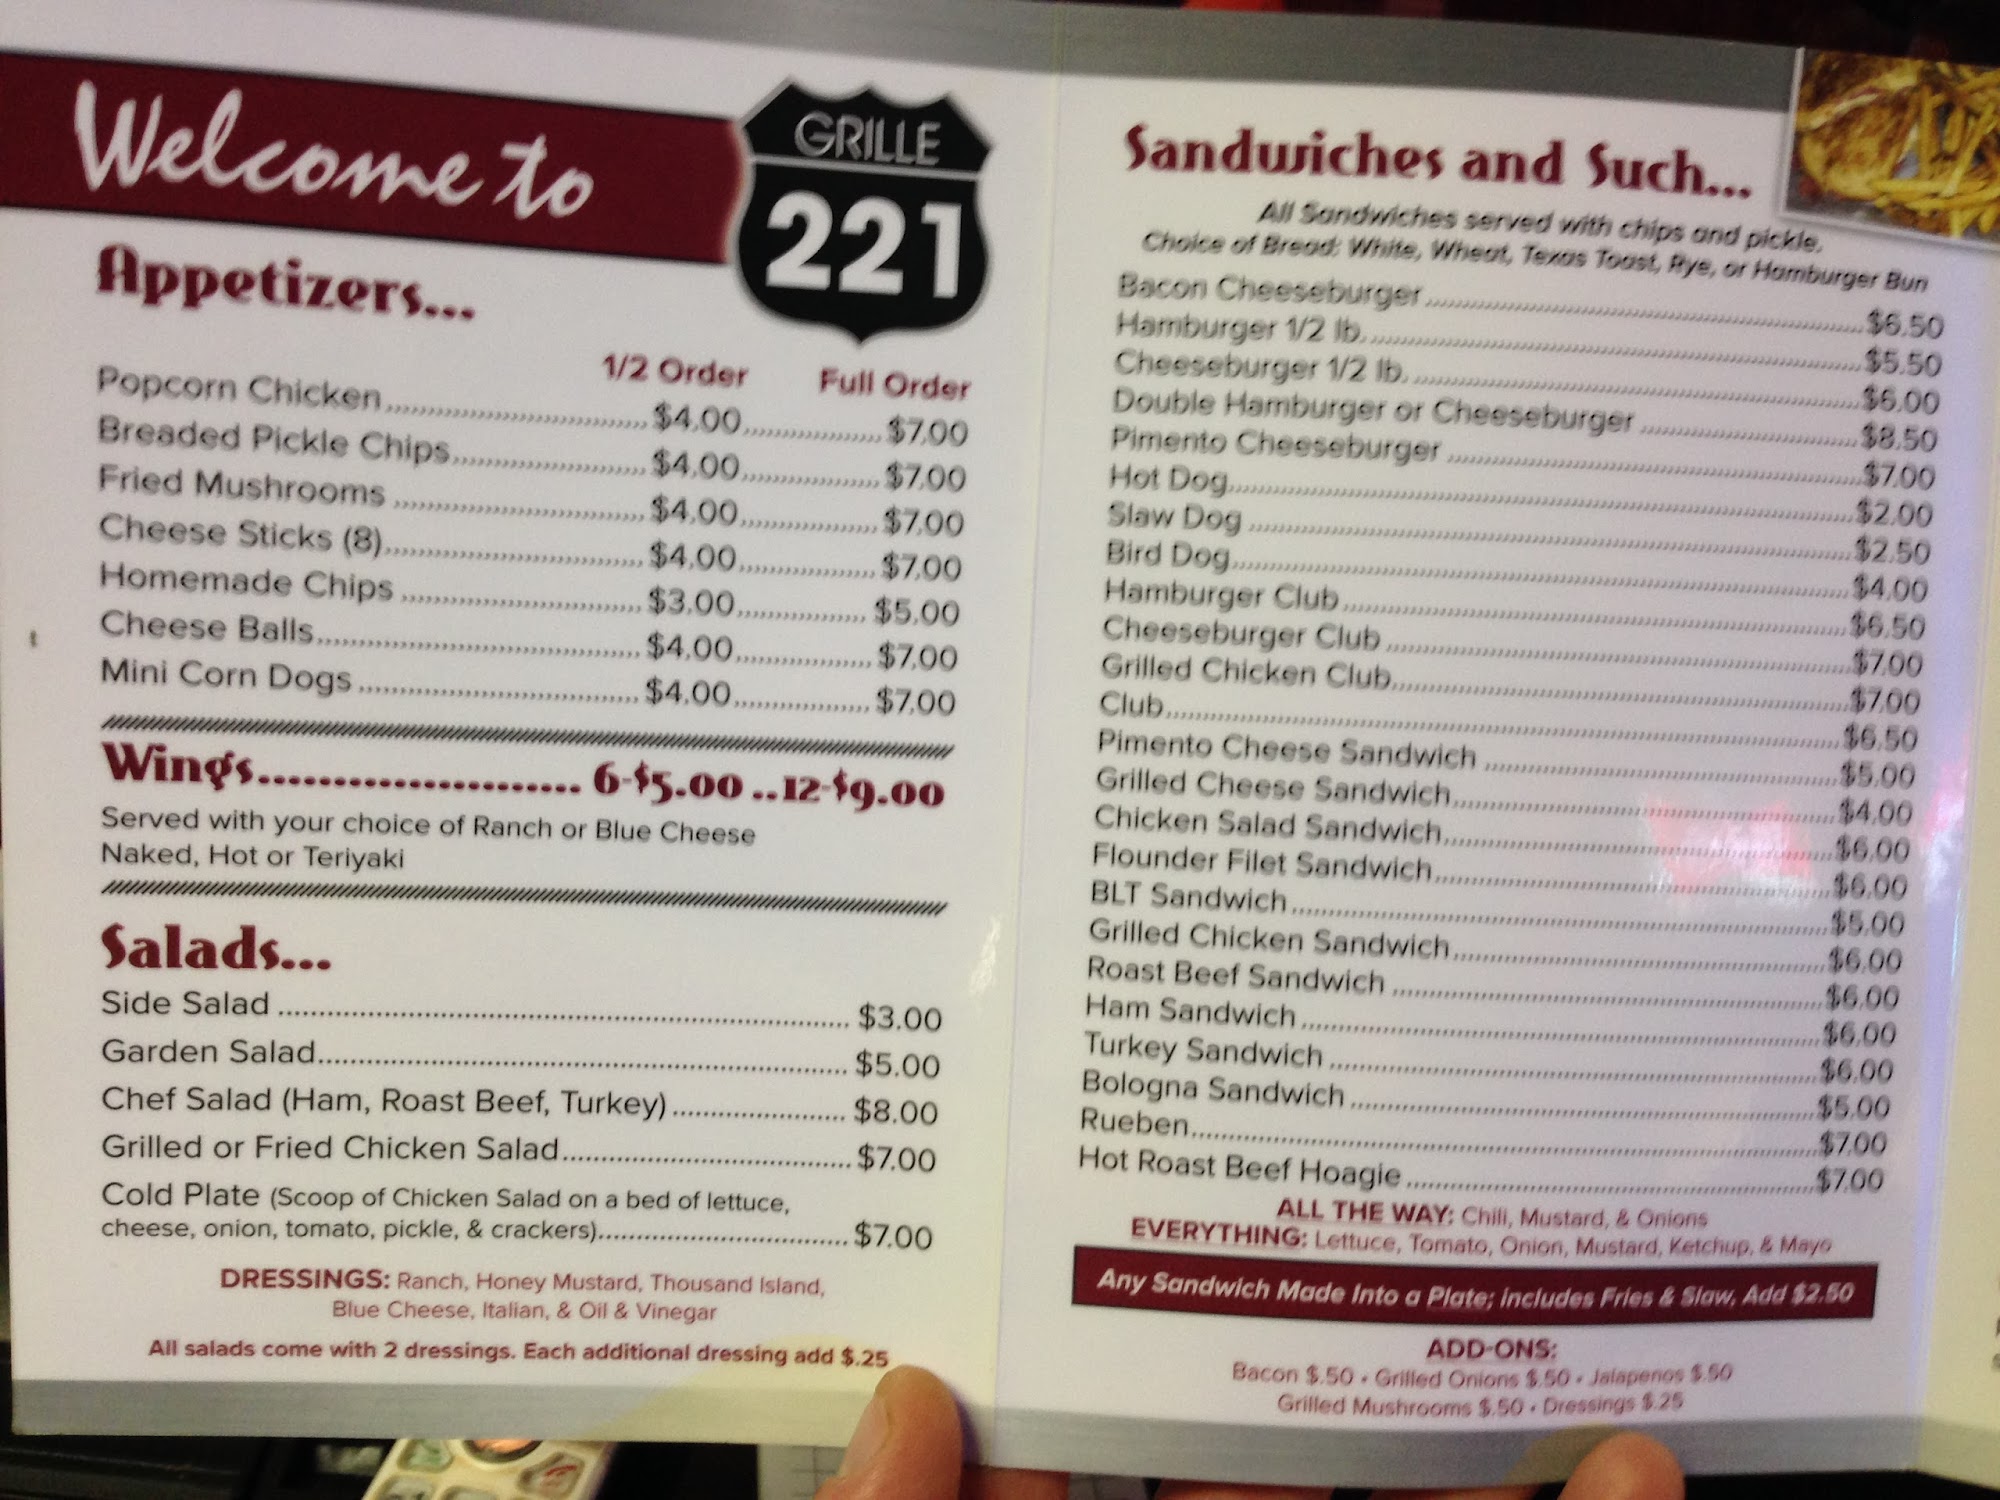 Welcome to
GRILLE
221
Appetizers...
1/2 Order Full Order
Popcorn Chicken $4.00 $7.00
Breaded Pickle Chips $4.00 $7.00
Fried Mushrooms $4.00 $7.00
Cheese Sticks (8) $4.00 $7.00
Homemade Chips $3.00 $5.00
Cheese Balls $4.00 $7.00
Mini Corn Dogs $4.00 $7.00
Wings 6-$5.00 ..12-$9.00
Served with your choice of Ranch or Blue Cheese
Naked, Hot or Teriyaki
Salads...
Side Salad $3.00
Garden Salad $5.00
Chef Salad (Ham, Roast Beef, Turkey) $8.00
Grilled or Fried Chicken Salad $7.00
Cold Plate (Scoop of Chicken Salad on a bed of lettuce,
cheese, onion, tomato, pickle, & crackers) $7.00
DRESSINGS: Ranch, Honey Mustard, Thousand Island,
Blue Cheese, Italian, & Oil & Vinegar
All salads come with 2 dressings. Each additional dressing add $.25
Sandwiches and Such...
All Sandwiches served with chips and pickle.
Choice of Bread: White, Wheat, Texas Toast, Rye, or Hamburger Bun
Bacon Cheeseburger $6.50
Hamburger 1/2 lb. $5.50
Cheeseburger 1/2 lb. $6.00
Double Hamburger or Cheeseburger $8.50
Pimento Cheeseburger $7.00
Hot Dog $2.00
Slaw Dog $2.50
Bird Dog $4.00
Hamburger Club $6.50
Cheeseburger Club $7.00
Grilled Chicken Club $7.00
Club $6.50
Pimento Cheese Sandwich $5.00
Grilled Cheese Sandwich $4.00
Chicken Salad Sandwich $6.00
Flounder Filet Sandwich $6.00
BLT Sandwich $5.00
Grilled Chicken Sandwich $6.00
Roast Beef Sandwich $6.00
Ham Sandwich $6.00
Turkey Sandwich $6.00
Bologna Sandwich $5.00
Rueben $7.00
Hot Roast Beef Hoagie $7.00
ALL THE WAY: Chili, Mustard, & Onions
EVERYTHING: Lettuce, Tomato, Onion, Mustard, Ketchup, & Mayo
Any Sandwich Made Into a Plate; includes Fries & Slaw, Add $2.50
ADD-ONS:
Bacon $.50 • Grilled Onions $.50 • Jalapenos $.50
Grilled Mushrooms $.50 • Dressings $.25